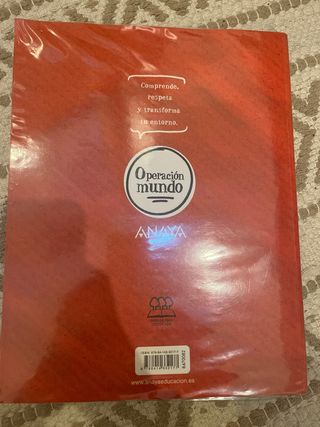 Comprende,
respeta
y transforma
tu entorno.
Operación
mundo
ANAYA
www.anayaeducacion.es